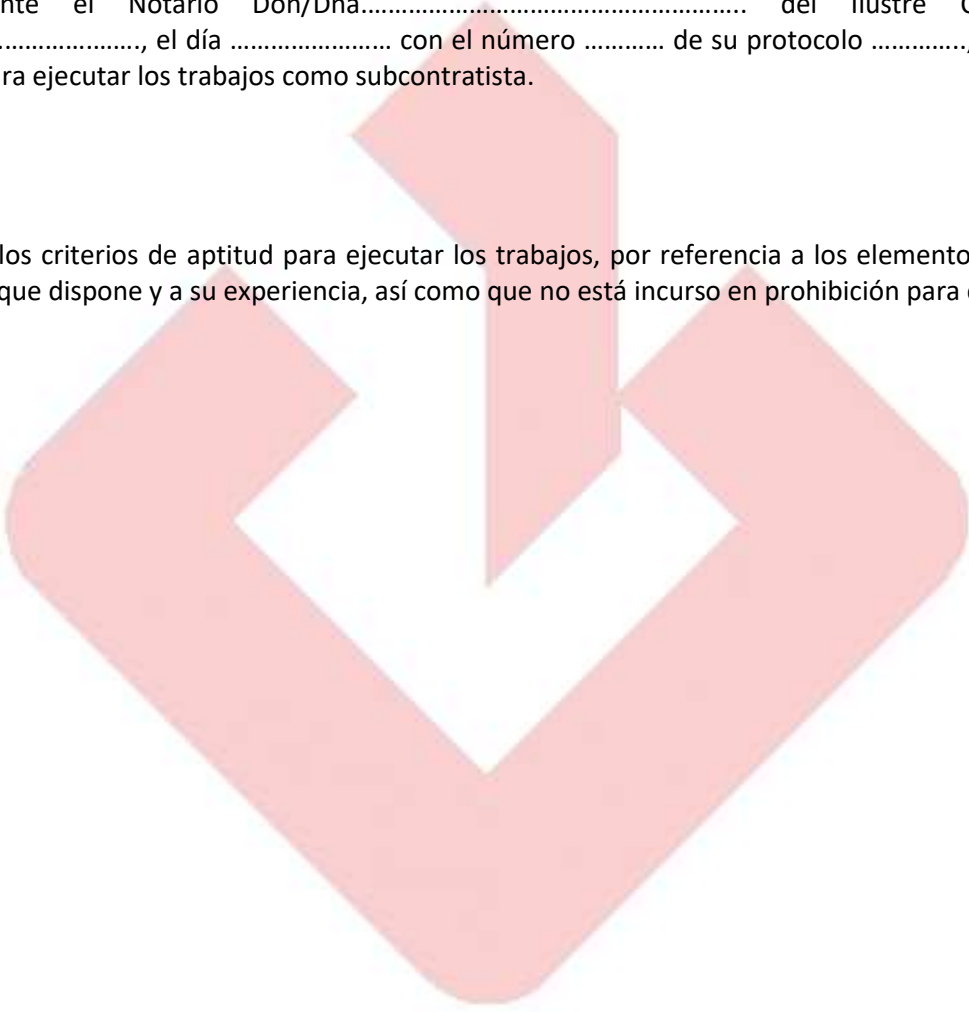 el Notario Don/Dña…………………………………………….. del Ilustre
…………………., el día ………………… con el número ………… de su protocolo …………..,
ra ejecutar los trabajos como subcontratista.
los criterios de aptitud para ejecutar los trabajos, por referencia a los elemento
que dispone y a su experiencia, así como que no está incurso en prohibición para